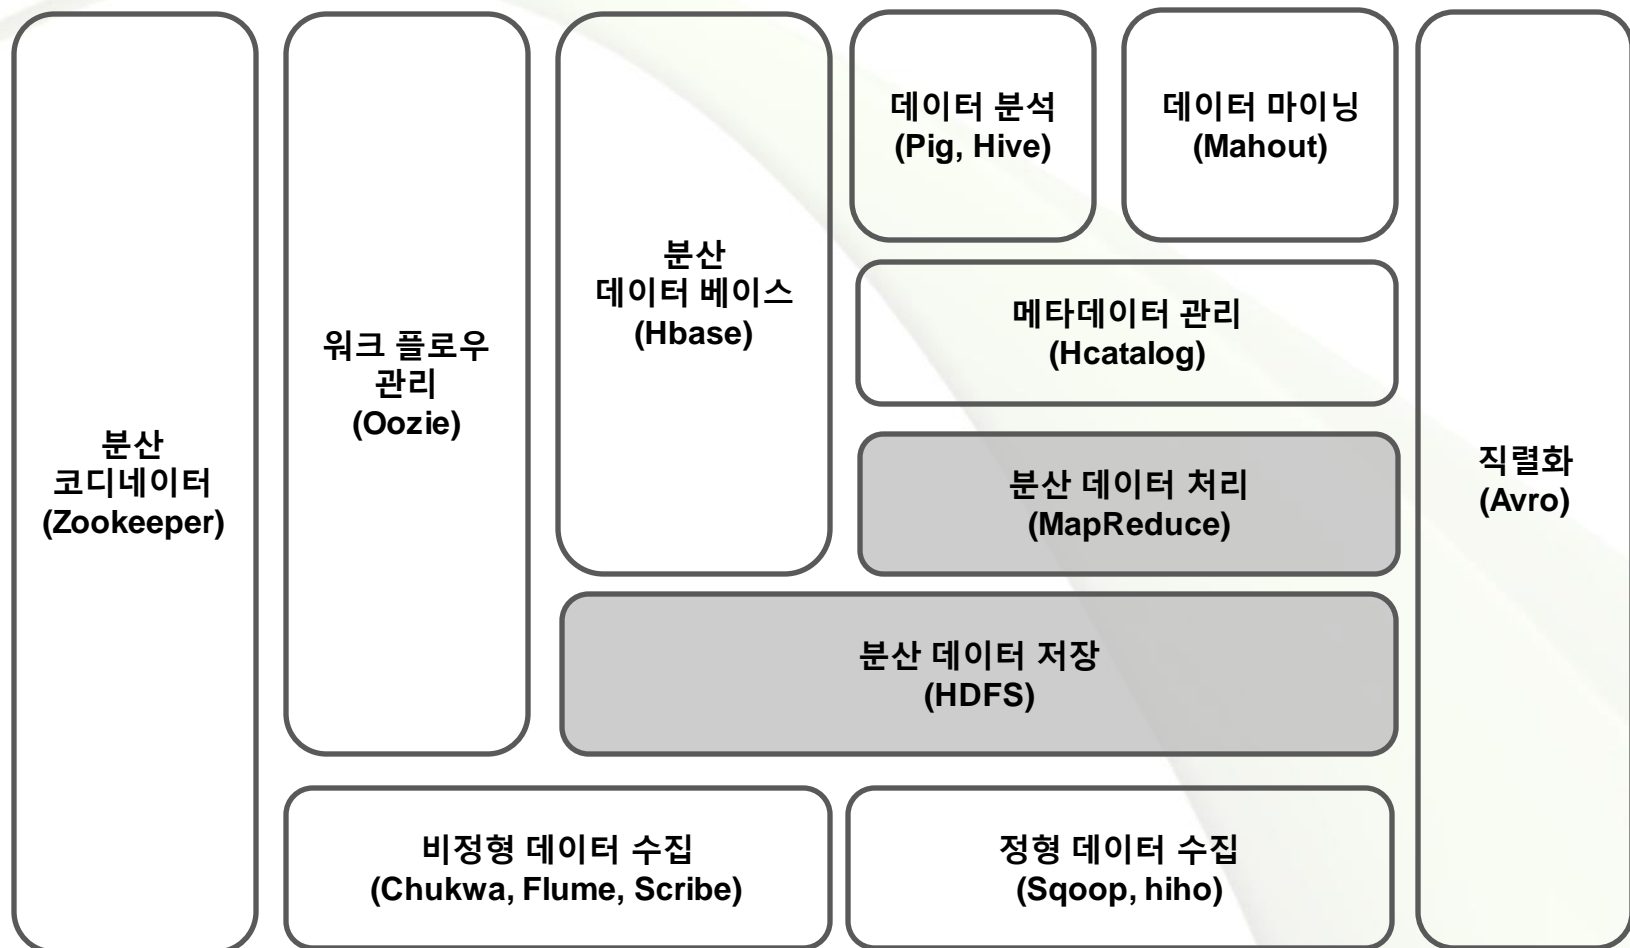 분산
코디네이터
(Zookeeper)
워크 플로우
관리
(Oozie)
분산
데이터 베이스
(Hbase)
데이터 분석
(Pig, Hive)
데이터 마이닝
(Mahout)
메타데이터 관리
(Hcatalog)
분산 데이터 처리
(MapReduce)
분산 데이터 저장
(HDFS)
비정형 데이터 수집
(Chukwa, Flume, Scribe)
정형 데이터 수집
(Sqoop, hiho)
직렬화
(Avro)